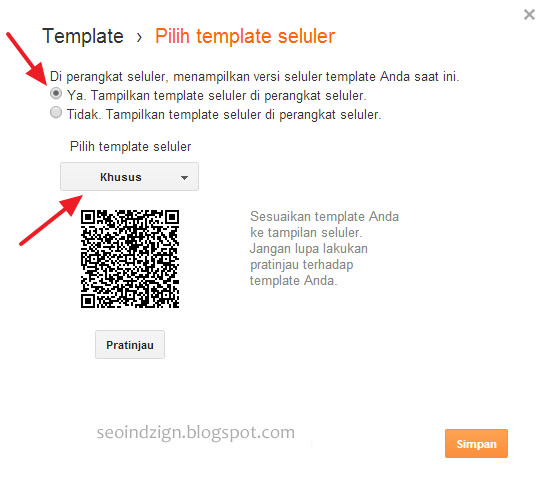 Template › Pilih template seluler
Di perangkat seluler, menampilkan versi seluler template Anda saat ini.
Ya. Tampilkan template seluler di perangkat seluler.
Tidak. Tampilkan template seluler di perangkat seluler.
Pilih template seluler
Khusus
Sesuaikan template Anda
ke tampilan seluler.
Jangan lupa lakukan
pratinjau terhadap
template Anda.
Pratinjau
seoindzign.blogspot.com
Simpan